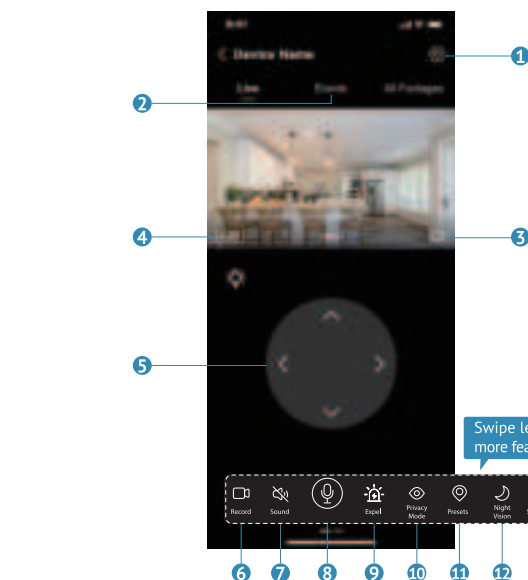 1
Device Name
2
Live Events All Footages
4
3
5
Swipe le
more fea
Record
Sound
Expel
Privacy
Mode
Presets
Night
Vision
6
7
8
9
10
11
12